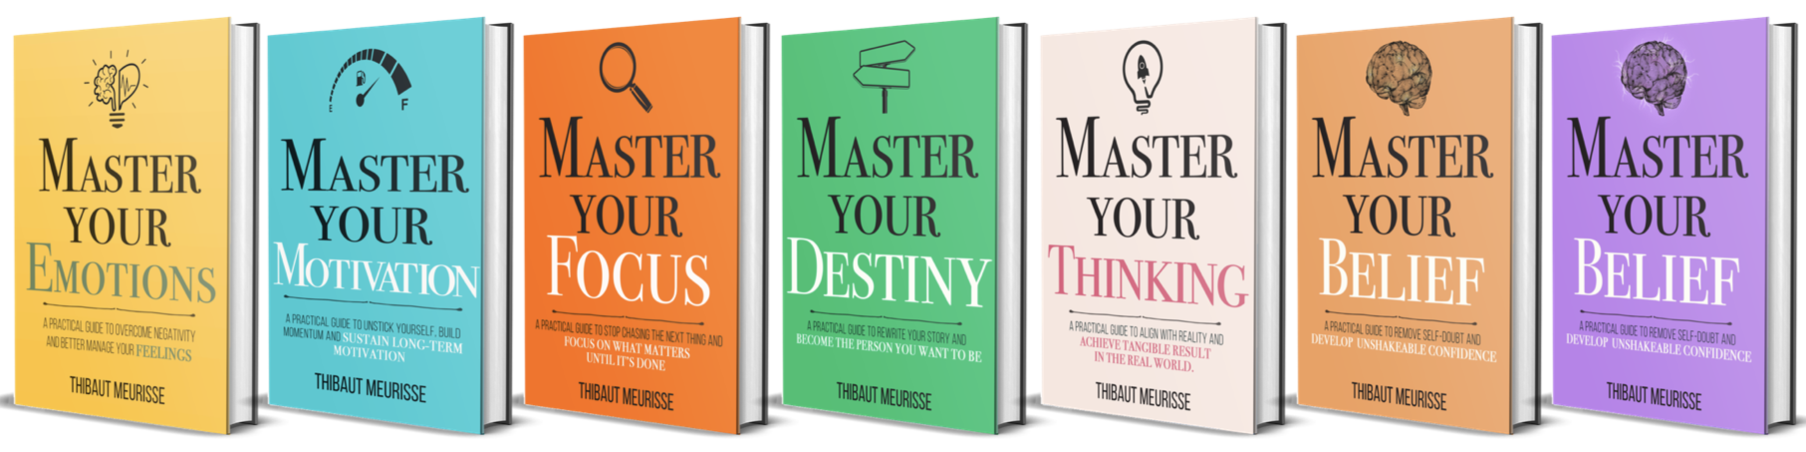 MASTER
YOUR
EMOTIONS
A PRACTICAL GUIDE TO OVERCOME NEGATIVITY
AND BETTER MANAGE YOUR FEELINGS
THIBAUT MEURISSE
E F
MASTER
YOUR
MOTIVATION
A PRACTICAL GUIDE TO UNSTICK YOURSELF, BUILD
MOMENTUM AND SUSTAIN LONG-TERM
MOTIVATION
THIBAUT MEURISSE
MASTER
YOUR
FOCUS
A PRACTICAL GUIDE TO STOP CHASING THE NEXT THING AND
FOCUS ON WHAT MATTERS
UNTIL IT'S DONE
THIBAUT MEURISSE
MASTER
YOUR
DESTINY
A PRACTICAL GUIDE TO REWRITE YOUR STORY AND
BECOME THE PERSON YOU WANT TO BE
THIBAUT MEURISSE
MASTER
YOUR
THINKING
A PRACTICAL GUIDE TO ALIGN WITH REALITY AND
ACHIEVE TANGIBLE RESULT
IN THE REAL WORLD.
THIBAUT MEURISSE
MASTER
YOUR
BELIEF
A PRACTICAL GUIDE TO REMOVE SELF-DOUBT AND
DEVELOP UNSHAKEABLE CONFIDENCE
THIBAUT MEURISSE
MASTER
YOUR
BELIEF
A PRACTICAL GUIDE TO REMOVE SELF-DOUBT AND
DEVELOP UNSHAKEABLE CONFIDENCE
THIBAUT MEURISSE